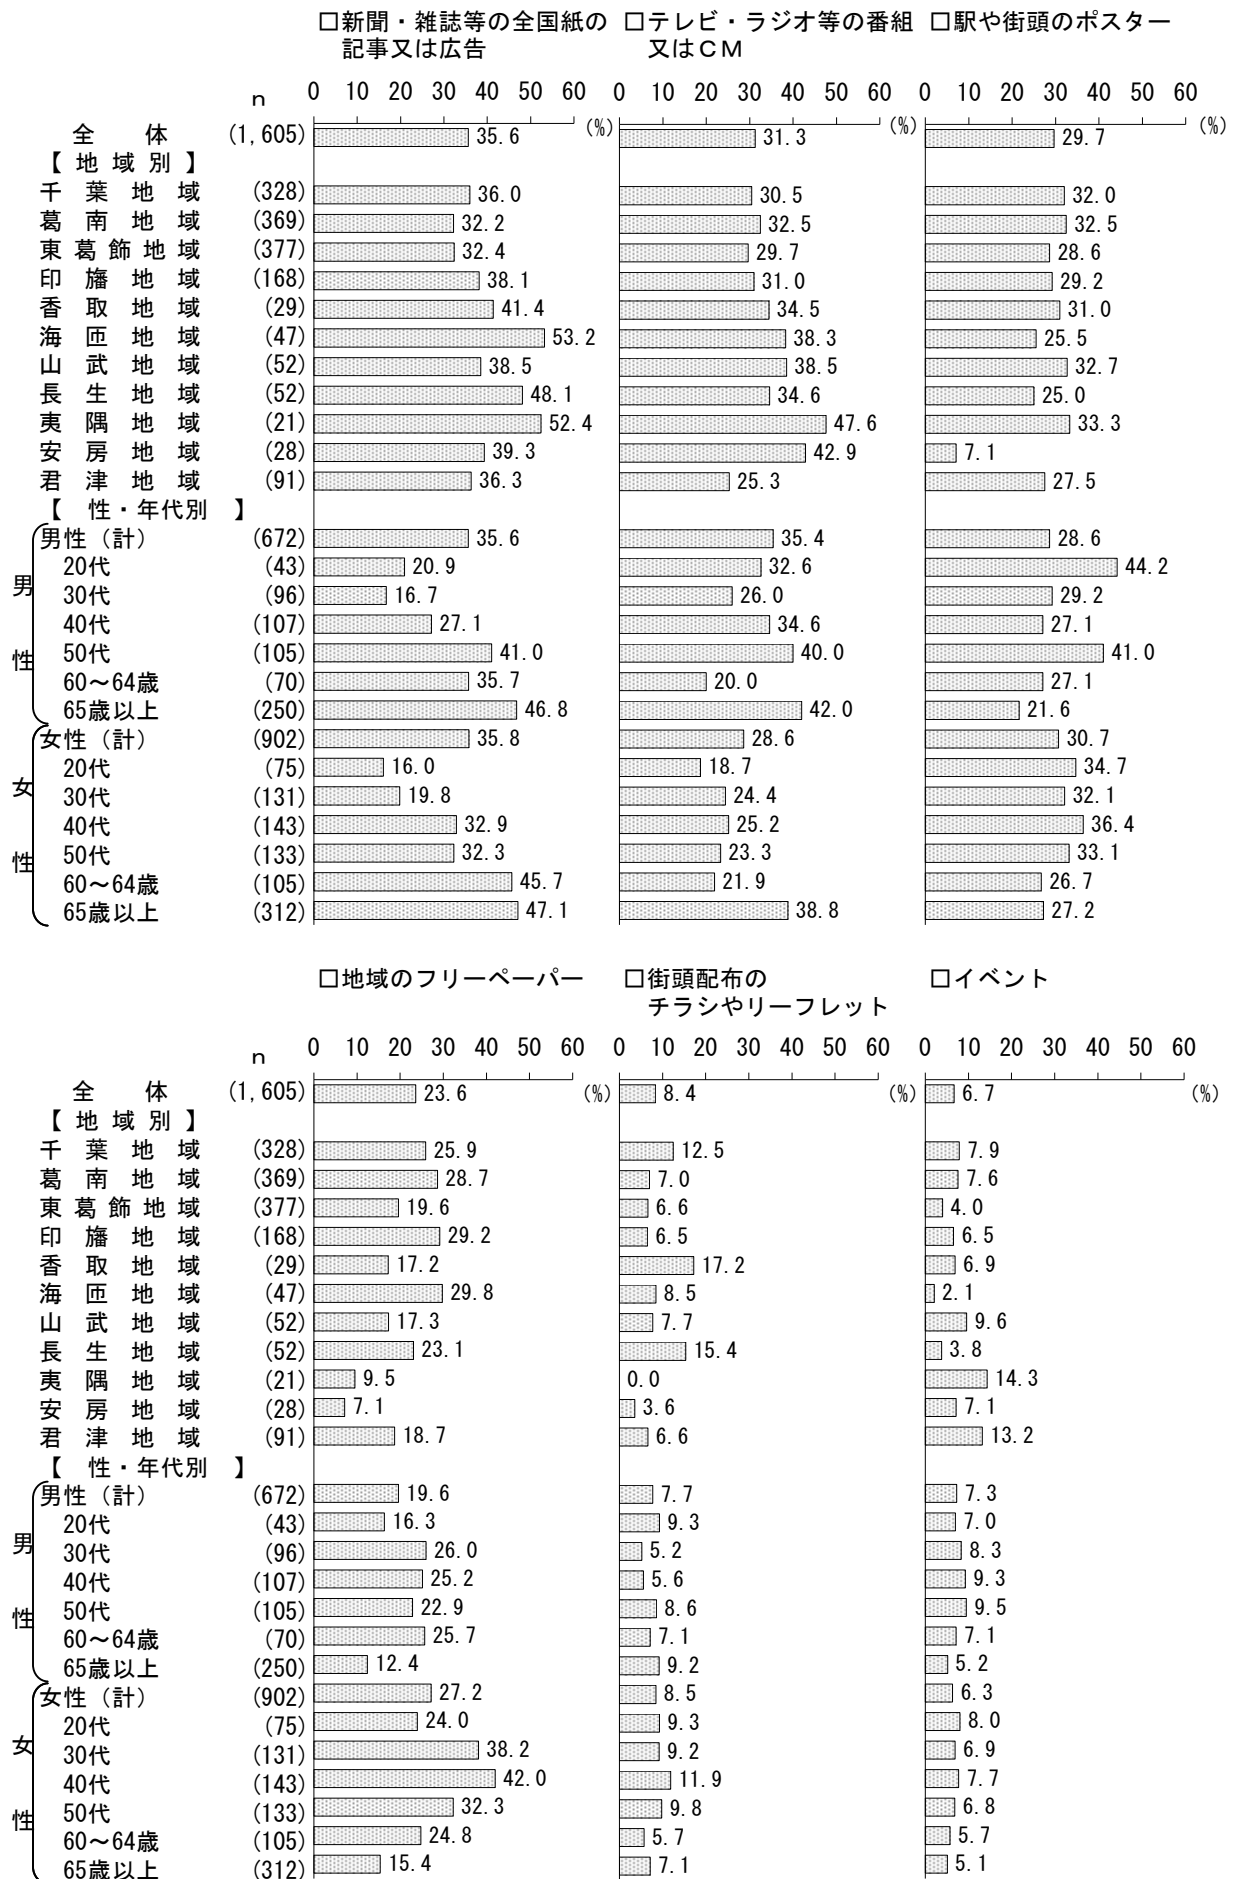 □新聞・雑誌等の全国紙の □テレビ・ラジオ等の番組 □駅や街頭のポスター
記事又は広告 又はＣＭ
n 0 10 20 30 40 50 60 0 10 20 30 40 50 60 0 10 20 30 40 50 60
全体 (1,605) 35.6 (%) 31.3 (%) 29.7 (%)
【地域別】
千葉地域 (328) 36.0 30.5 32.0
葛南地域 (369) 32.2 32.5 32.5
東葛飾地域 (377) 32.4 29.7 28.6
印旛地域 (168) 38.1 31.0 29.2
香取地域 (29) 41.4 34.5 31.0
海匝地域 (47) 53.2 38.3 25.5
山武地域 (52) 38.5 38.5 32.7
長生地域 (52) 48.1 34.6 25.0
夷隅地域 (21) 52.4 47.6 33.3
安房地域 (28) 39.3 42.9 7.1
君津地域 (91) 36.3 25.3 27.5
【 性・年代別 】
男性（計） (672) 35.6 35.4 28.6
20代 (43) 20.9 32.6 44.2
男 30代 (96) 16.7 26.0 29.2
40代 (107) 27.1 34.6 27.1
性 50代 (105) 41.0 40.0 41.0
60～64歳 (70) 35.7 20.0 27.1
65歳以上 (250) 46.8 42.0 21.6
女性（計） (902) 35.8 28.6 30.7
20代 (75) 16.0 18.7 34.7
女 30代 (131) 19.8 24.4 32.1
40代 (143) 32.9 25.2 36.4
性 50代 (133) 32.3 23.3 33.1
60～64歳 (105) 45.7 21.9 26.7
65歳以上 (312) 47.1 38.8 27.2
□地域のフリーペーパー □街頭配布の □イベント
チラシやリーフレット
n 0 10 20 30 40 50 60 0 10 20 30 40 50 60 0 10 20 30 40 50 60
全体 (1,605) 23.6 (%) 8.4 (%) 6.7 (%)
【地域別】
千葉地域 (328) 25.9 12.5 7.9
葛南地域 (369) 28.7 7.0 7.6
東葛飾地域 (377) 19.6 6.6 4.0
印旛地域 (168) 29.2 6.5 6.5
香取地域 (29) 17.2 17.2 6.9
海匝地域 (47) 29.8 8.5 2.1
山武地域 (52) 17.3 7.7 9.6
長生地域 (52) 23.1 15.4 3.8
夷隅地域 (21) 9.5 0.0 14.3
安房地域 (28) 7.1 3.6 7.1
君津地域 (91) 18.7 6.6 13.2
【 性・年代別 】
男性（計） (672) 19.6 7.7 7.3
20代 (43) 16.3 9.3 7.0
男 30代 (96) 26.0 5.2 8.3
40代 (107) 25.2 5.6 9.3
性 50代 (105) 22.9 8.6 9.5
60～64歳 (70) 25.7 7.1 7.1
65歳以上 (250) 12.4 9.2 5.2
女性（計） (902) 27.2 8.5 6.3
20代 (75) 24.0 9.3 8.0
女 30代 (131) 38.2 9.2 6.9
40代 (143) 42.0 11.9 7.7
性 50代 (133) 32.3 9.8 6.8
60～64歳 (105) 24.8 5.7 5.7
65歳以上 (312) 15.4 7.1 5.1